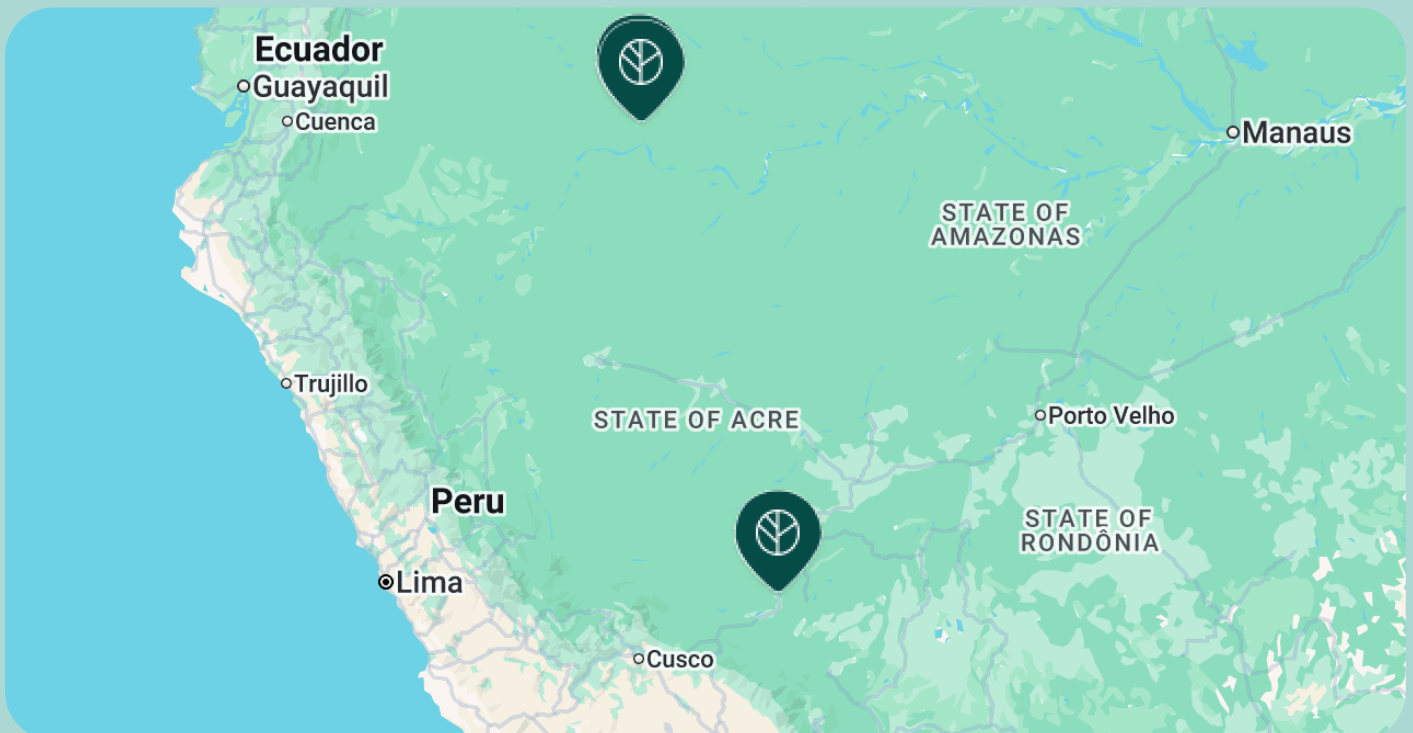 Ecuador
Guayaquil
Cuenca
Manaus
STATE OF
AMAZONAS
Trujillo
STATE OF ACRE
Porto Velho
Peru
STATE OF
RONDÔNIA
Lima
Cusco